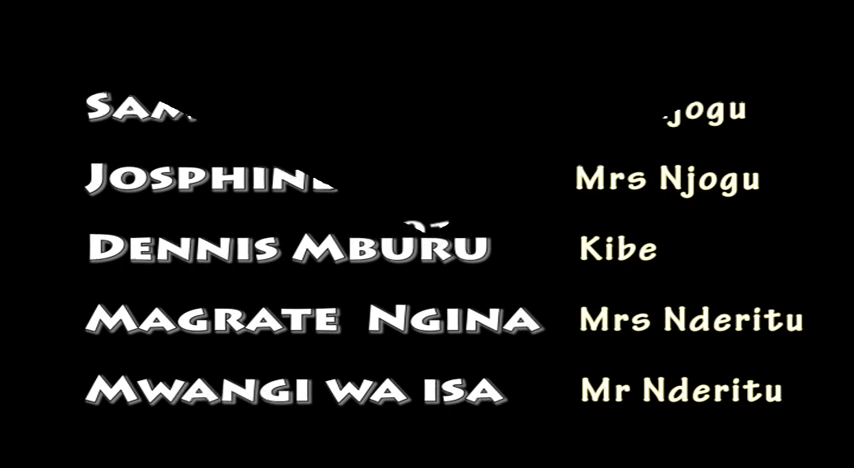 Mrs Njogu
DENNIS MBURU Kibe
MAGRATE NGINA Mrs Nderitu
MWANGI WA ISA Mr Nderitu